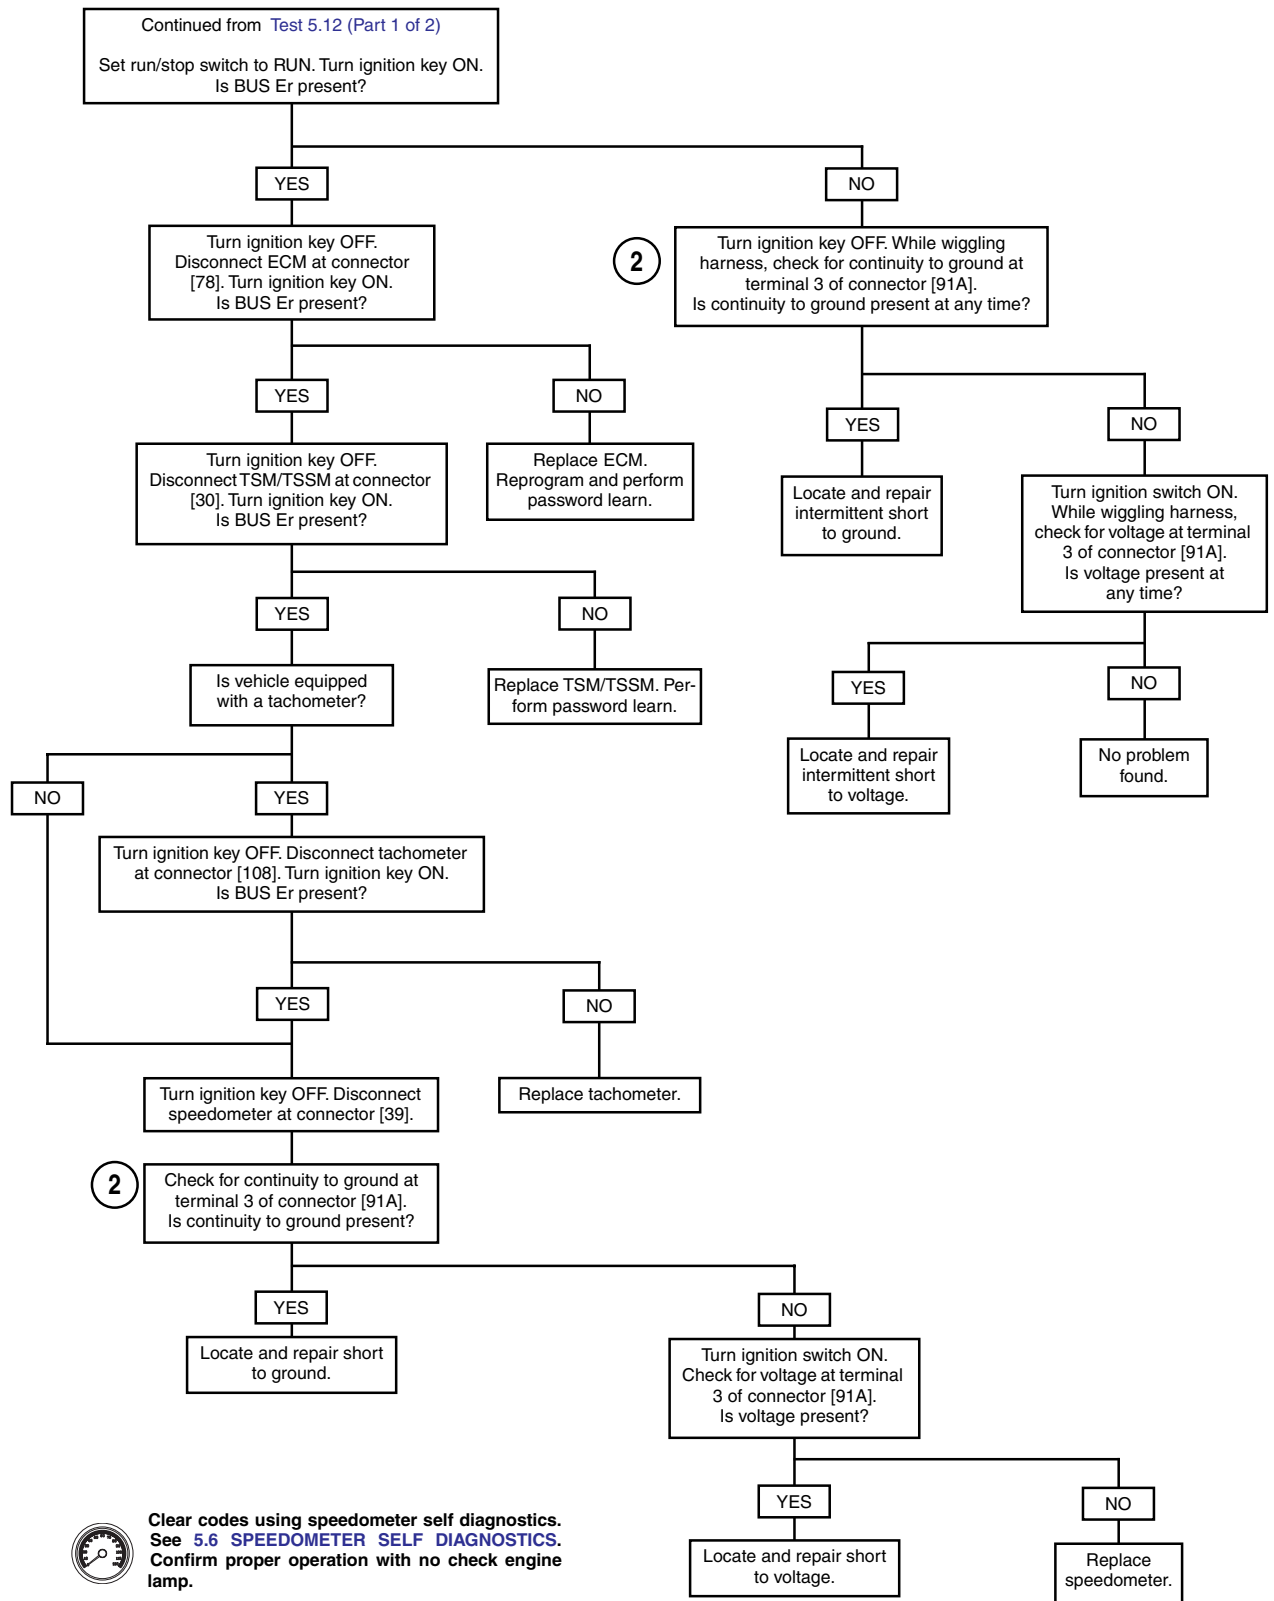 Continued from Test 5.12 (Part 1 of 2)
Set run/stop switch to RUN. Turn ignition key ON.
Is BUS Er present?
YES
NO
Turn ignition key OFF.
Disconnect ECM at connector
[78]. Turn ignition key ON.
Is BUS Er present?
2
Turn ignition key OFF. While wiggling
harness, check for continuity to ground at
terminal 3 of connector [91A].
Is continuity to ground present at any time?
YES
NO
YES
NO
Turn ignition key OFF.
Disconnect TSM/TSSM at connector
[30]. Turn ignition key ON.
Is BUS Er present?
Replace ECM.
Reprogram and perform
password learn.
Locate and repair
intermittent short
to ground.
Turn ignition switch ON.
While wiggling harness,
check for voltage at terminal
3 of connector [91A].
Is voltage present at
any time?
YES
NO
Is vehicle equipped
with a tachometer?
Replace TSM/TSSM. Per-
form password learn.
YES
NO
Locate and repair
intermittent short
to voltage.
No problem
found.
NO
YES
Turn ignition key OFF. Disconnect tachometer
at connector [108]. Turn ignition key ON.
Is BUS Er present?
YES
NO
Turn ignition key OFF. Disconnect
speedometer at connector [39].
Replace tachometer.
2
Check for continuity to ground at
terminal 3 of connector [91A].
Is continuity to ground present?
YES
NO
Locate and repair short
to ground.
Turn ignition switch ON.
Check for voltage at terminal
3 of connector [91A].
Is voltage present?
YES
NO
Locate and repair short
to voltage.
Replace
speedometer.
Clear codes using speedometer self diagnostics.
See 5.6 SPEEDOMETER SELF DIAGNOSTICS.
Confirm proper operation with no check engine
lamp.